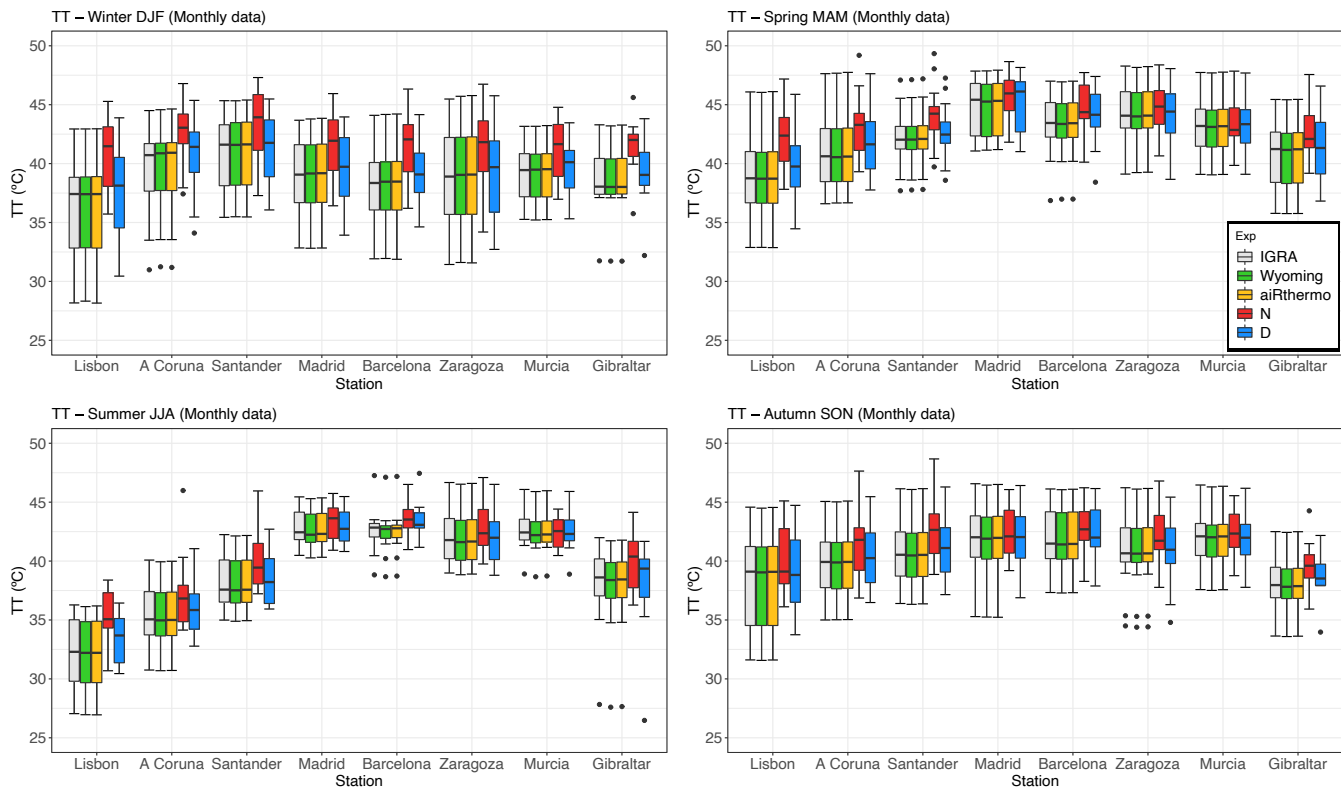 TT – Winter DJF (Monthly data)
TT (°C)
50
45
40
35
30
25
Lisbon A Coruna Santander Madrid Barcelona Zaragoza Murcia Gibraltar
Station
TT – Spring MAM (Monthly data)
TT (°C)
50
45
40
35
30
25
Lisbon A Coruna Santander Madrid Barcelona Zaragoza Murcia Gibraltar
Station
Exp
IGRA
Wyoming
aiRthermo
N
D
TT – Summer JJA (Monthly data)
TT (°C)
50
45
40
35
30
25
Lisbon A Coruna Santander Madrid Barcelona Zaragoza Murcia Gibraltar
Station
TT – Autumn SON (Monthly data)
TT (°C)
50
45
40
35
30
25
Lisbon A Coruna Santander Madrid Barcelona Zaragoza Murcia Gibraltar
Station